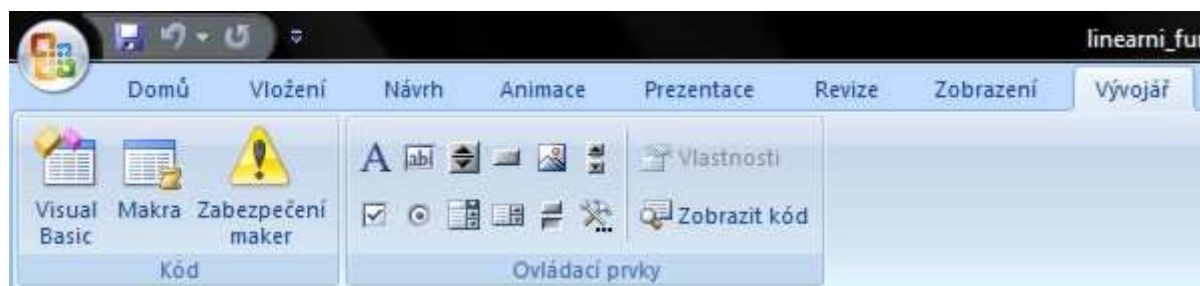 linearni_fu
Domů Vložení Návrh Animace Prezentace Revize Zobrazení Vývojář
A abl Vlastnosti
Visual Makra Zabezpečení Zobrazit kód
Basic maker
Kód Ovládací prvky